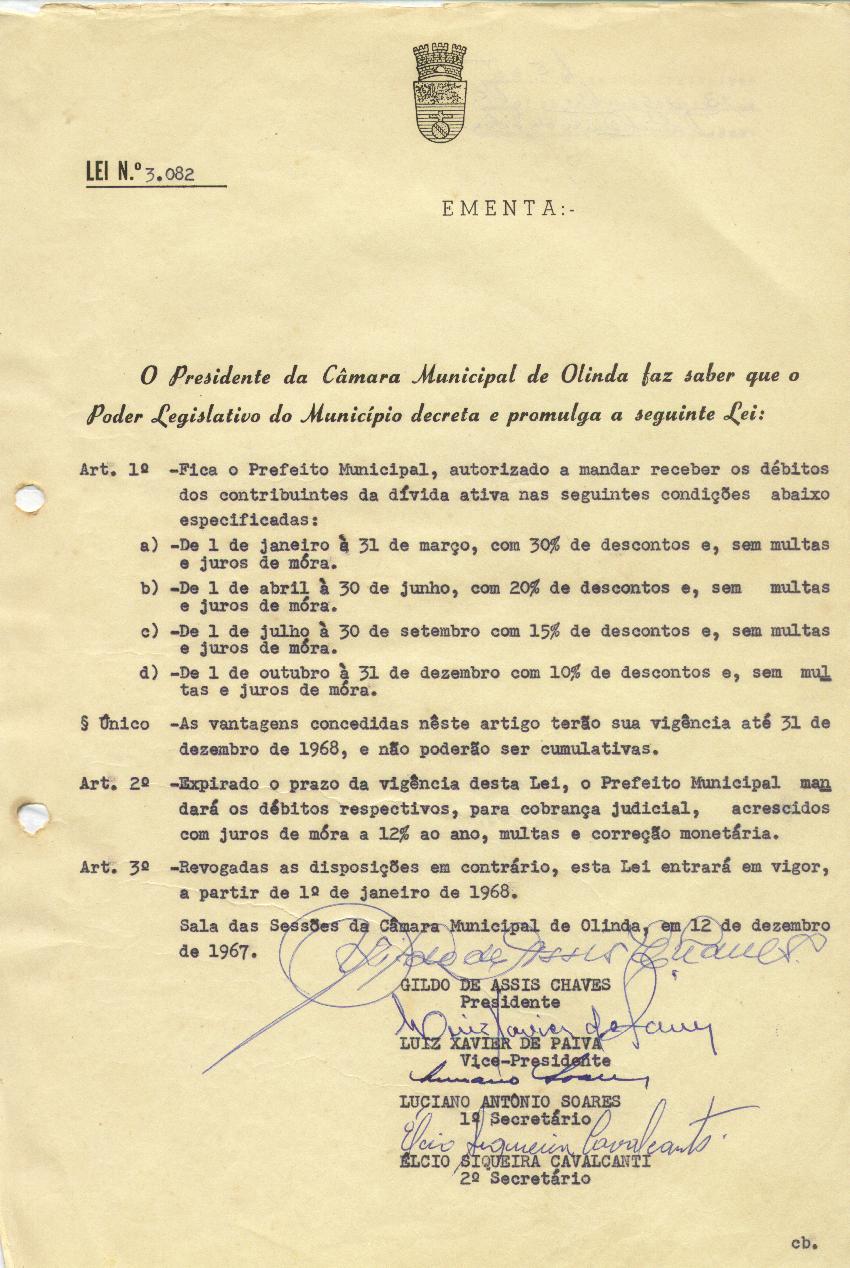 LEI N.º 3.082
EMENTA:-
O Presidente da Câmara Municipal de Olinda faz saber que o
Poder Legislativo do Município decreta e promulga a seguinte Lei:
Art. 1º -Fica o Prefeito Municipal, autorizado a mandar receber os débitos
dos contribuintes da dívida ativa nas seguintes condições abaixo
especificadas:
a) -De 1 de janeiro à 31 de março, com 30% de descontos e, sem multas
e juros de móra.
b) -De 1 de abril à 30 de junho, com 20% de descontos e, sem multas
e juros de móra.
c) -De 1 de julho à 30 de setembro com 15% de descontos e, sem multas
e juros de móra.
d) -De 1 de outubro à 31 de dezembro com 10% de descontos e, sem mul
tas e juros de móra.
§ Único -As vantagens concedidas nêste artigo terão sua vigência até 31 de
dezembro de 1968, e não poderão ser cumulativas.
Art. 2º -Expirado o prazo da vigência desta Lei, o Prefeito Municipal man
dará os débitos respectivos, para cobrança judicial, acrescidos
com juros de móra a 12% ao ano, multas e correção monetária.
Art. 3º -Revogadas as disposições em contrário, esta Lei entrará em vigor,
a partir de 1º de janeiro de 1968.
Sala das Sessões da Câmara Municipal de Olinda, em 12 de dezembro
de 1967.
Gildo de Assis Chaves
GILDO DE ASSIS CHAVES
Presidente
LUIZ XAVIER DE PAIVA
Vice-Presidente
Luciano Soares
LUCIANO ANTÔNIO SOARES
1º Secretário
Élcio Siqueira Cavalcanti
ÉLCIO SIQUEIRA CAVALCANTI
2º Secretário
cb.